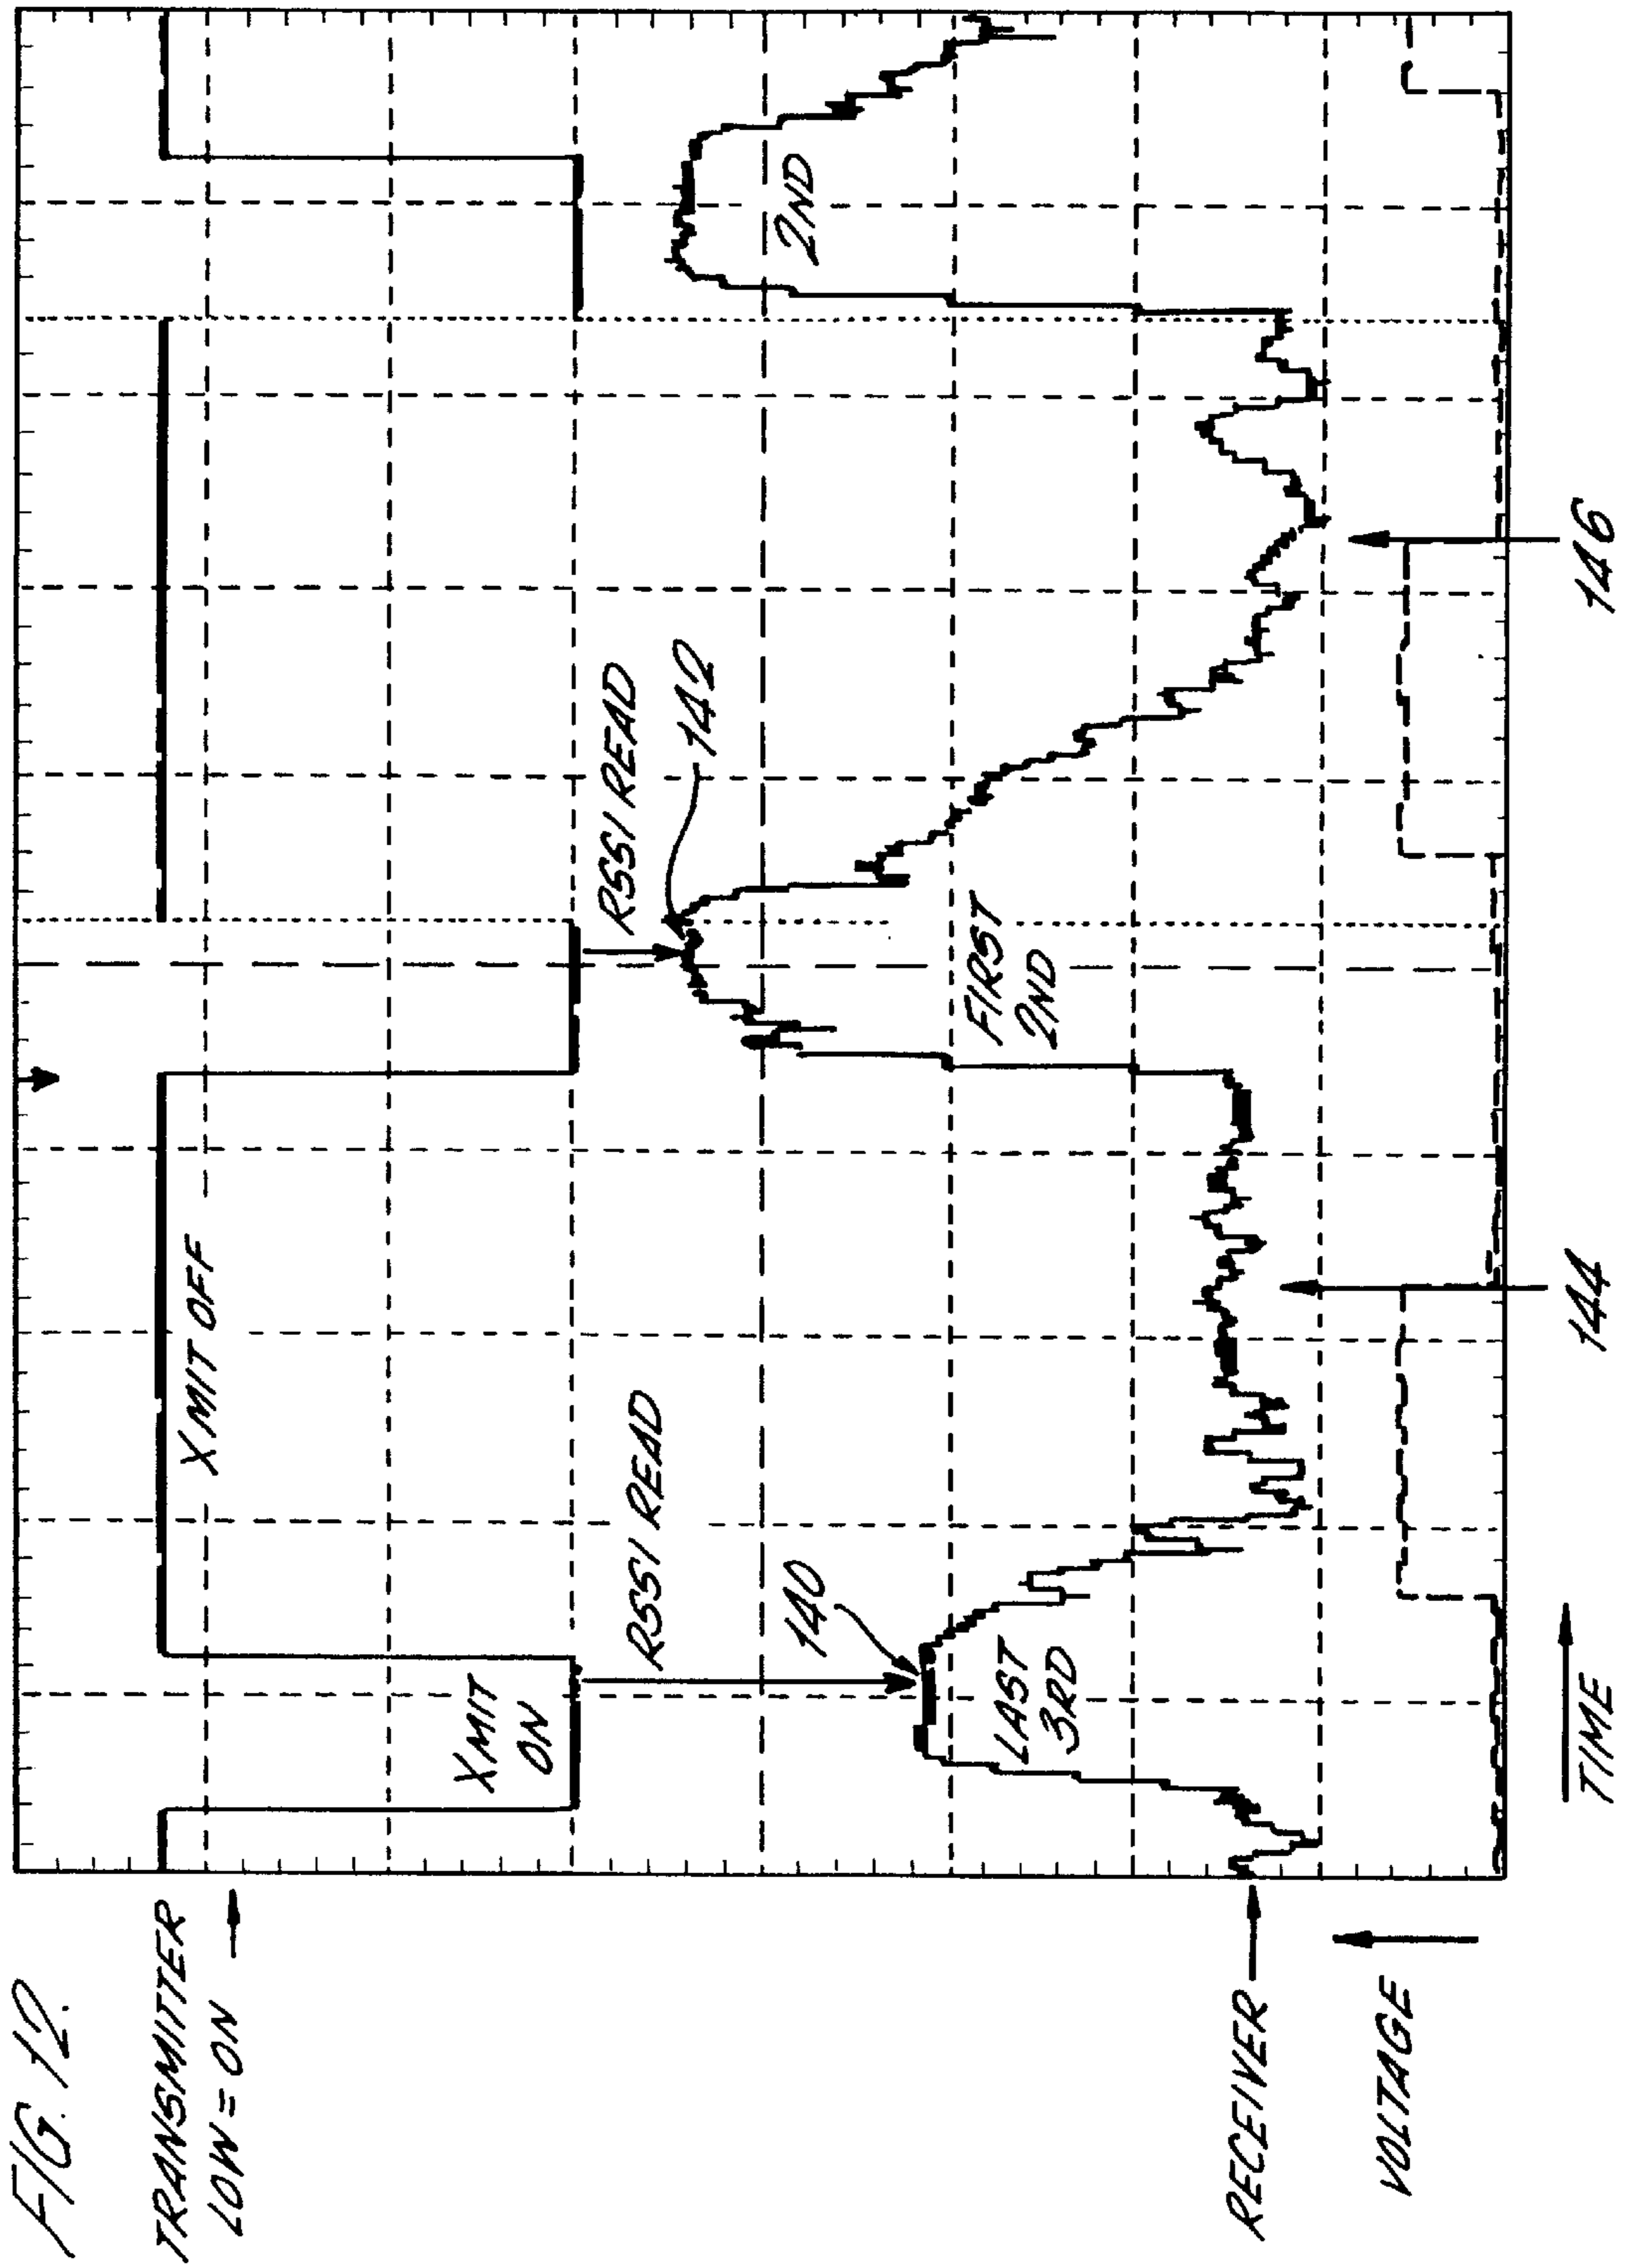 FIG. 12.
TRANSMITTER
LOW = ON
XMIT OFF
XMIT
ON
RSSI READ
RSSI READ
142
140
LAST
3RD
FIRST
2ND
2ND
RECEIVER
VOLTAGE
144
146
TIME